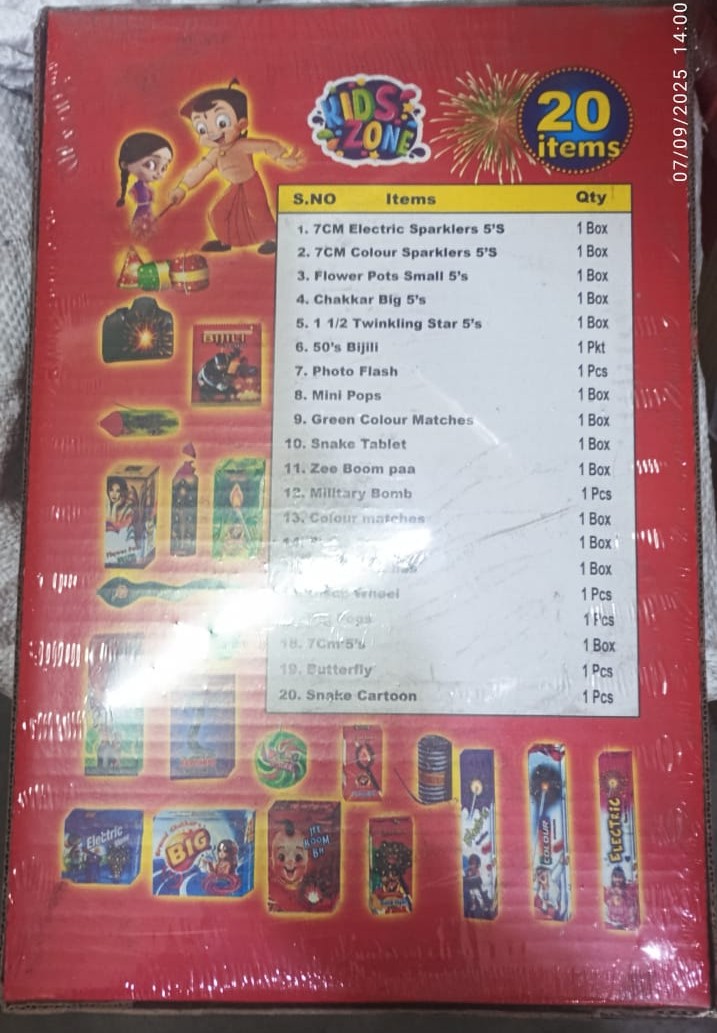 07/09/2025 14:00
KIDS ZONE
20 items
S.NO Items Qty
1. 7CM Electric Sparklers 5'S 1 Box
2. 7CM Colour Sparklers 5'S 1 Box
3. Flower Pots Small 5's 1 Box
4. Chakkar Big 5's 1 Box
5. 1 1/2 Twinkling Star 5's 1 Box
6. 50's Bijili 1 Pkt
7. Photo Flash 1 Pcs
8. Mini Pops 1 Box
9. Green Colour Matches 1 Box
10. Snake Tablet 1 Box
11. Zee Boom paa 1 Box
12. Military Bomb 1 Pcs
13. Colour matches 1 Box
14. 1 Box
1 Box
1 Pcs
1 Pcs
18. 7Cm 5's 1 Box
19. Butterfly 1 Pcs
20. Snake Cartoon 1 Pcs
Electric
BIG
BOOM
COLOUR
ELECTRIC